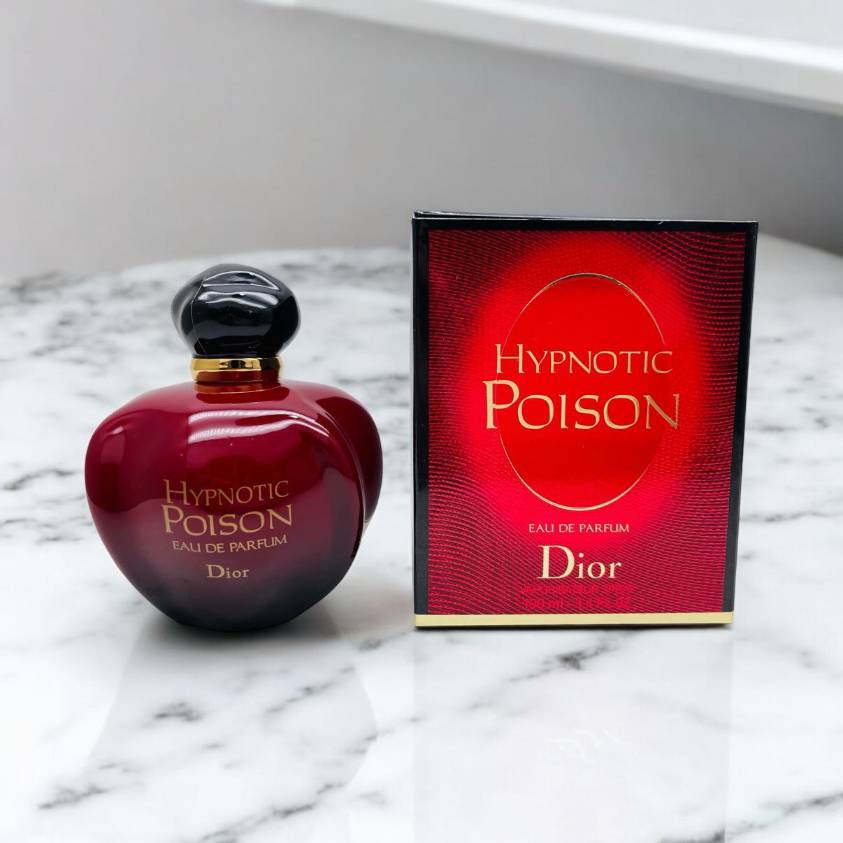 HYPNOTIC
POISON
EAU DE PARFUM
Dior
HYPNOTIC
POISON
EAU DE PARFUM
Dior